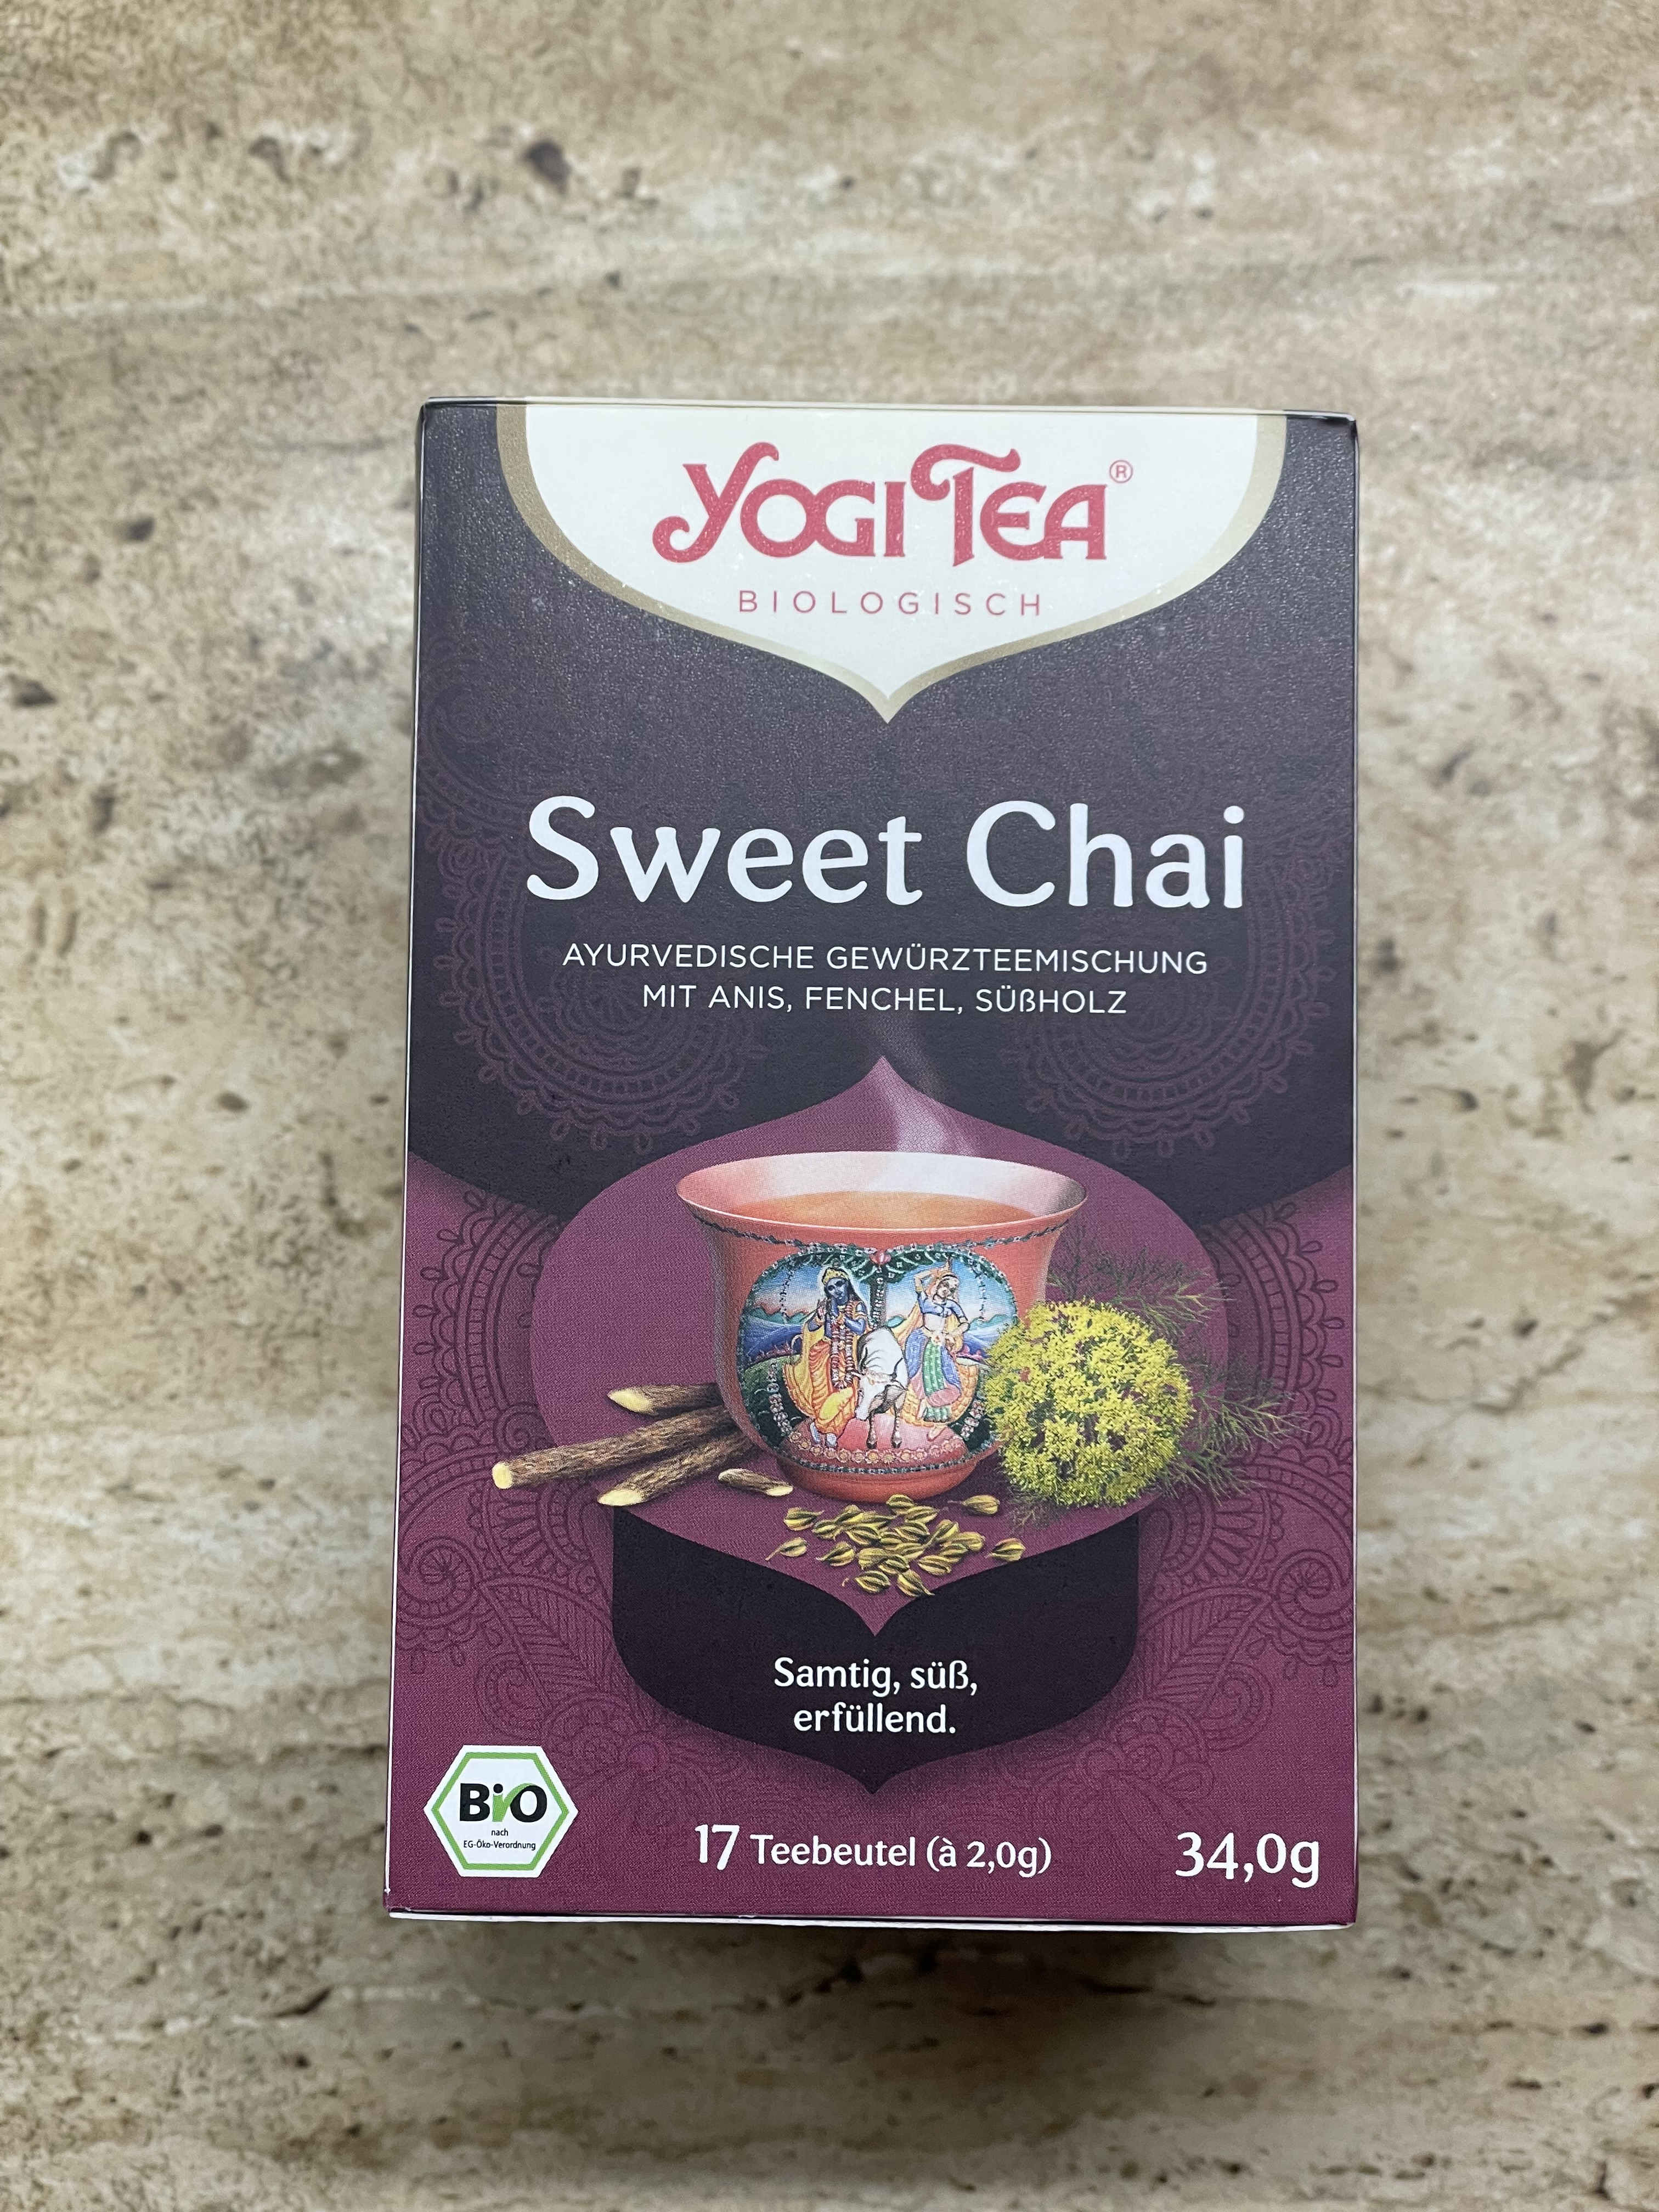 YOGI TEA®
BIOLOGISCH
Sweet Chai
AYURVEDISCHE GEWÜRZTEEMISCHUNG
MIT ANIS, FENCHEL, SÜßHOLZ
Samtig, süß,
erfüllend.
Bio
nach
EG-Öko-Verordnung
17 Teebeutel (à 2,0g)
34,0g